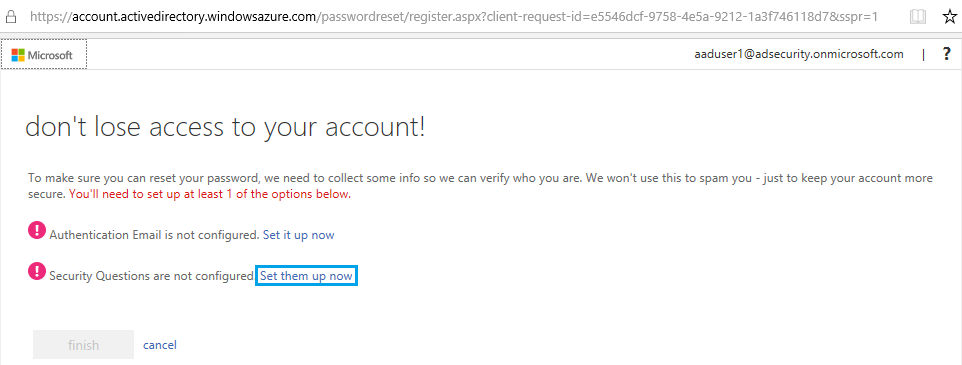 https://account.activedirectory.windowsazure.com/passwordreset/register.aspx?client-request-id=e5546dcf-9758-4e5a-9212-1a3f746118d7&sspr=1
Microsoft aaduser1@adsecurity.onmicrosoft.com | ?
don't lose access to your account!
To make sure you can reset your password, we need to collect some info so we can verify who you are. We won't use this to spam you - just to keep your account more
secure. You'll need to set up at least 1 of the options below.
! Authentication Email is not configured. Set it up now
! Security Questions are not configured. Set them up now
finish cancel